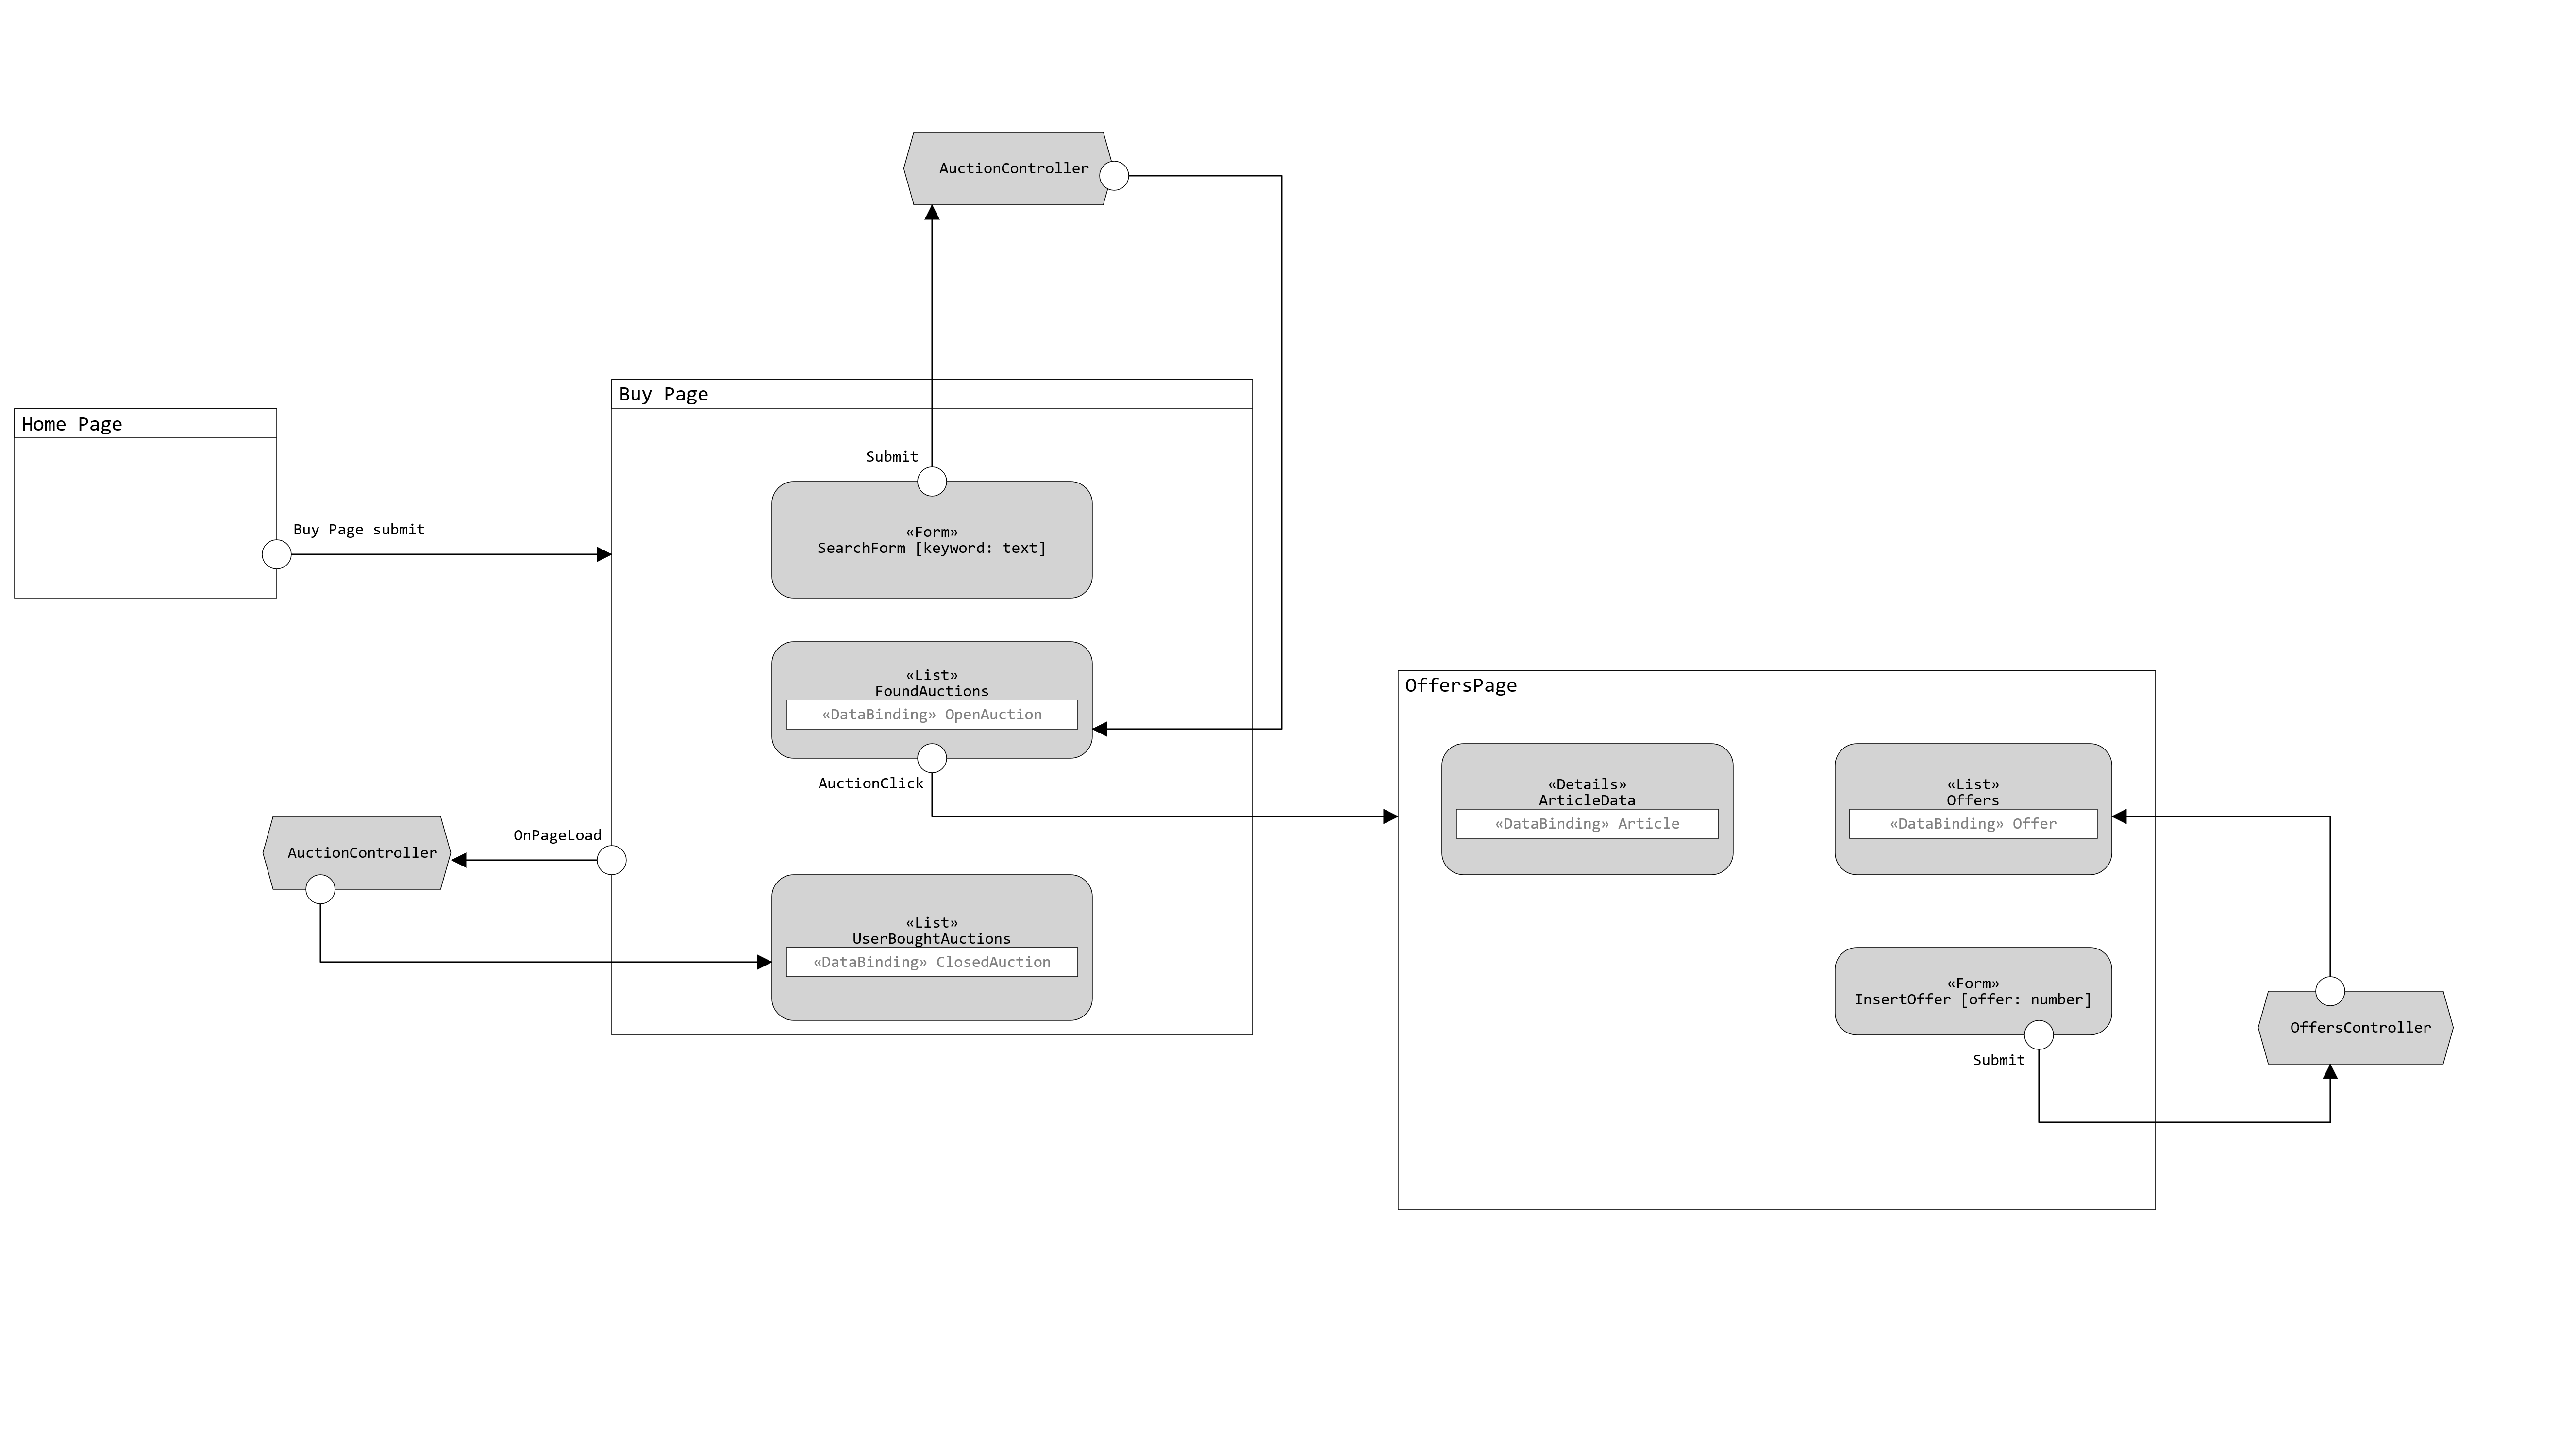 AuctionController
Buy Page
Home Page
Submit
Buy Page submit
«Form»
SearchForm [keyword: text]
«List»
FoundAuctions
«DataBinding» OpenAuction
AuctionClick
OffersPage
«Details»
ArticleData
«DataBinding» Article
«List»
Offers
«DataBinding» Offer
OnPageLoad
AuctionController
«List»
UserBoughtAuctions
«DataBinding» ClosedAuction
«Form»
InsertOffer [offer: number]
Submit
OffersController